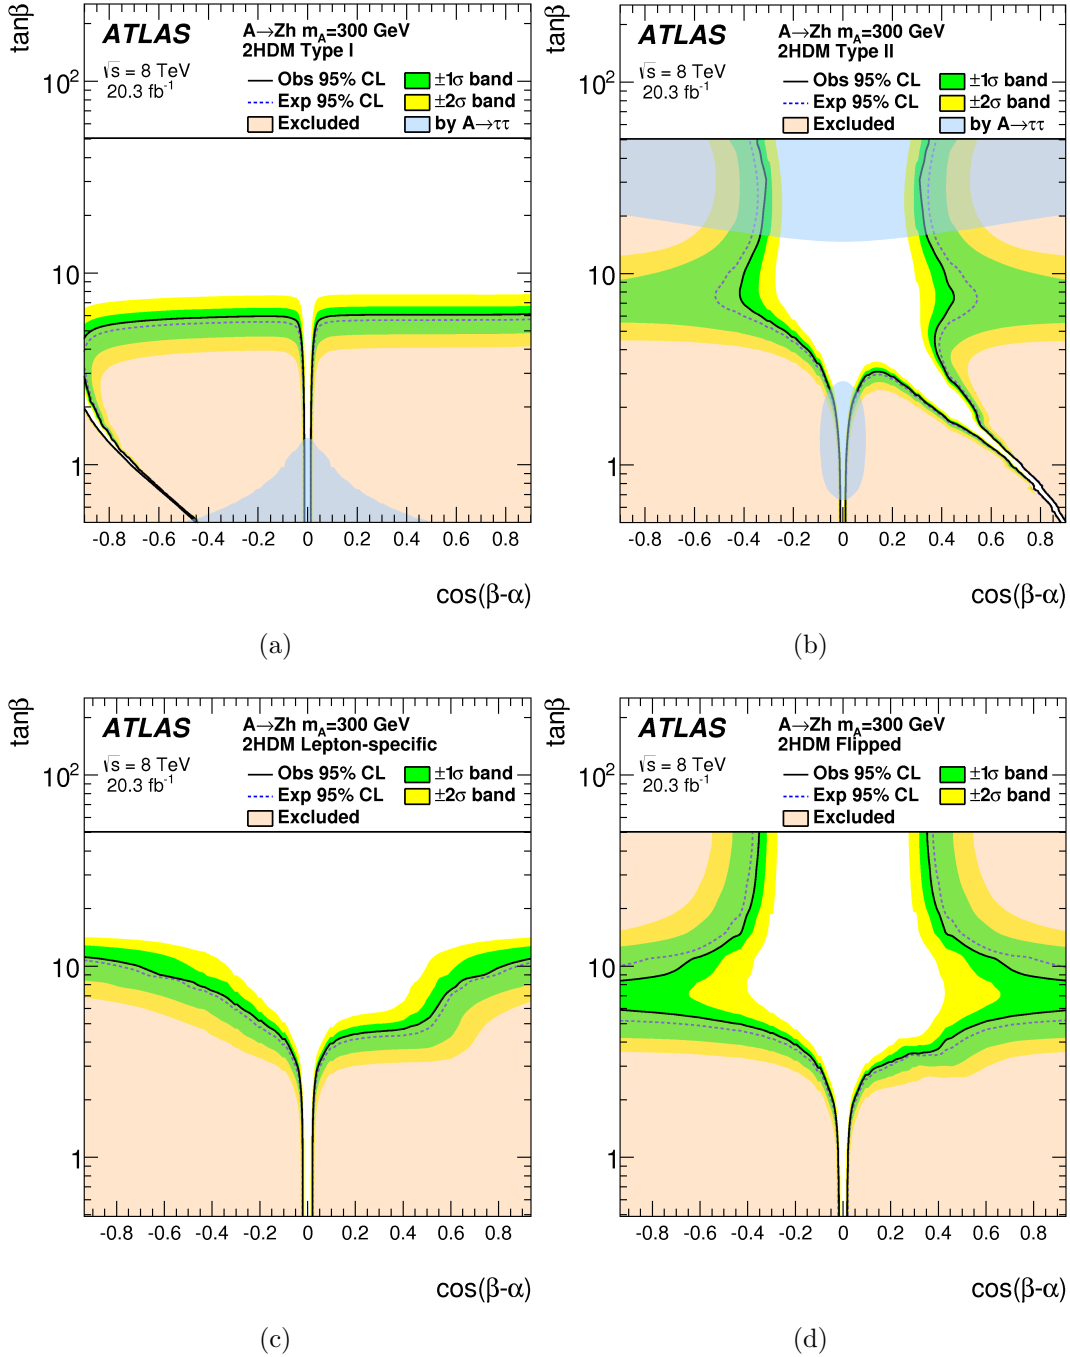 tanβ
ATLAS
√s = 8 TeV
20.3 fb⁻¹
A→Zh m_A=300 GeV
2HDM Type I
Obs 95% CL
±1σ band
Exp 95% CL
±2σ band
Excluded
by A→ττ
10²
10
1
-0.8 -0.6 -0.4 -0.2 0 0.2 0.4 0.6 0.8
cos(β-α)
(a)
tanβ
ATLAS
√s = 8 TeV
20.3 fb⁻¹
A→Zh m_A=300 GeV
2HDM Type II
Obs 95% CL
±1σ band
Exp 95% CL
±2σ band
Excluded
by A→ττ
10²
10
1
-0.8 -0.6 -0.4 -0.2 0 0.2 0.4 0.6 0.8
cos(β-α)
(b)
tanβ
ATLAS
√s = 8 TeV
20.3 fb⁻¹
A→Zh m_A=300 GeV
2HDM Lepton-specific
Obs 95% CL
±1σ band
Exp 95% CL
±2σ band
Excluded
10²
10
1
-0.8 -0.6 -0.4 -0.2 0 0.2 0.4 0.6 0.8
cos(β-α)
(c)
tanβ
ATLAS
√s = 8 TeV
20.3 fb⁻¹
A→Zh m_A=300 GeV
2HDM Flipped
Obs 95% CL
±1σ band
Exp 95% CL
±2σ band
Excluded
10²
10
1
-0.8 -0.6 -0.4 -0.2 0 0.2 0.4 0.6 0.8
cos(β-α)
(d)